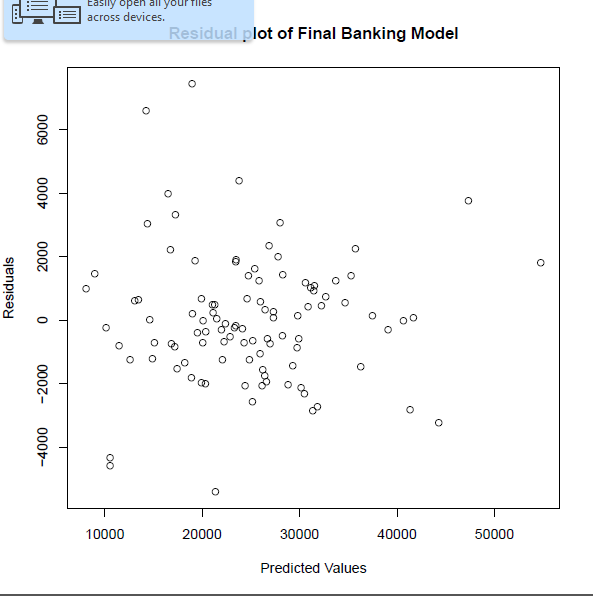 Easily open all your files
across devices.
Residual plot of Final Banking Model
Residuals
6000
4000
2000
0
−2000
−4000
10000 20000 30000 40000 50000
Predicted Values